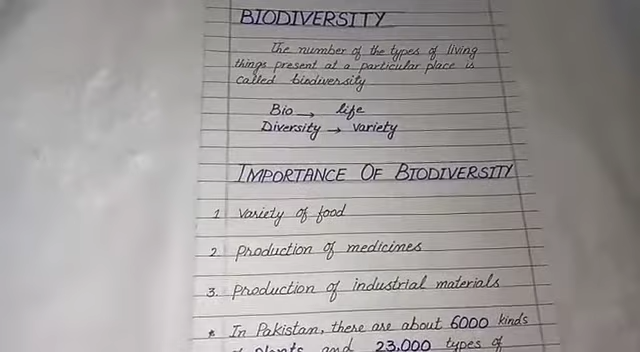 BIODIVERSITY
The number of the types of living
things present at a particular place is
called biodiversity
Bio → life
Diversity → variety
IMPORTANCE OF BIODIVERSITY
1 Variety of food
2 Production of medicines
3. Production of industrial materials
* In Pakistan, there are about 6000 kinds
of plants and 23,000 types of